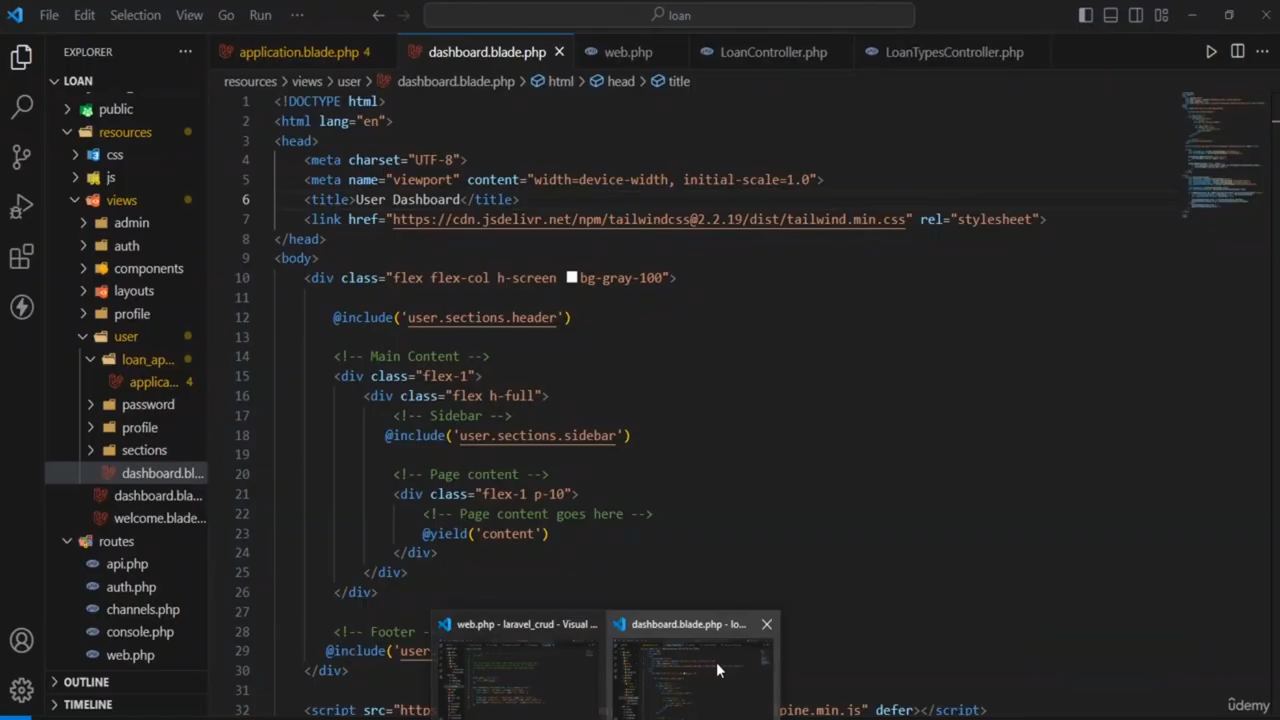 File Edit Selection View Go Run ··· loan
EXPLORER ···
application.blade.php 4 dashboard.blade.php web.php LoanController.php LoanTypesController.php ···
resources > views > user > dashboard.blade.php > html > head > title
LOAN
public
resources
css
js
views
admin
auth
components
layouts
profile
user
loan_ap...
applica... 4
password
profile
sections
dashboard.bl...
dashboard.bla...
welcome.blade...
routes
api.php
auth.php
channels.php
console.php
web.php
OUTLINE
TIMELINE
1 <!DOCTYPE html>
2 <html lang="en">
3 <head>
4 <meta charset="UTF-8">
5 <meta name="viewport" content="width=device-width, initial-scale=1.0">
6 <title>User Dashboard</title>
7 <link href="https://cdn.jsdelivr.net/npm/tailwindcss@2.2.19/dist/tailwind.min.css" rel="stylesheet">
8 </head>
9 <body>
10 <div class="flex flex-col h-screen bg-gray-100">
11
12 @include('user.sections.header')
13
14 <!-- Main Content -->
15 <div class="flex-1">
16 <div class="flex h-full">
17 <!-- Sidebar -->
18 @include('user.sections.sidebar')
19
20 <!-- Page content -->
21 <div class="flex-1 p-10">
22 <!-- Page content goes here -->
23 @yield('content')
24 </div>
25 </div>
26 </div>
27
28 <!-- Footer -
29 @include('user
30 </div>
31
32 <script src="http pine.min.js" defer></script>
web.php - laravel_crud - Visual ... dashboard.blade.php - lo...
udemy